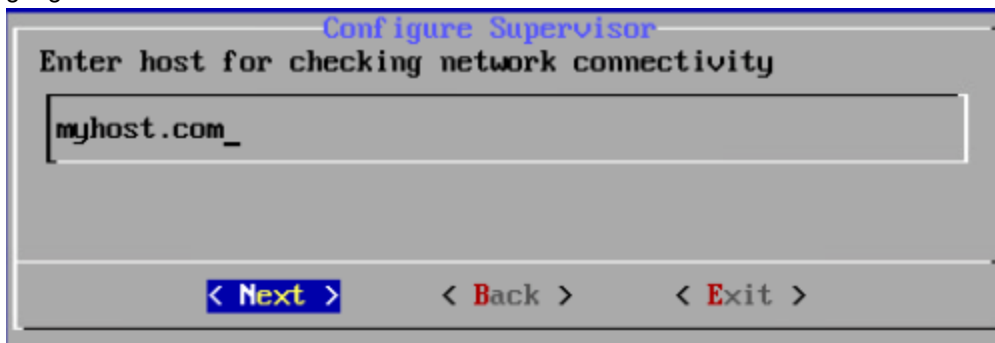 Configure Supervisor
Enter host for checking network connectivity
myhost.com_
< Next > < Back > < Exit >